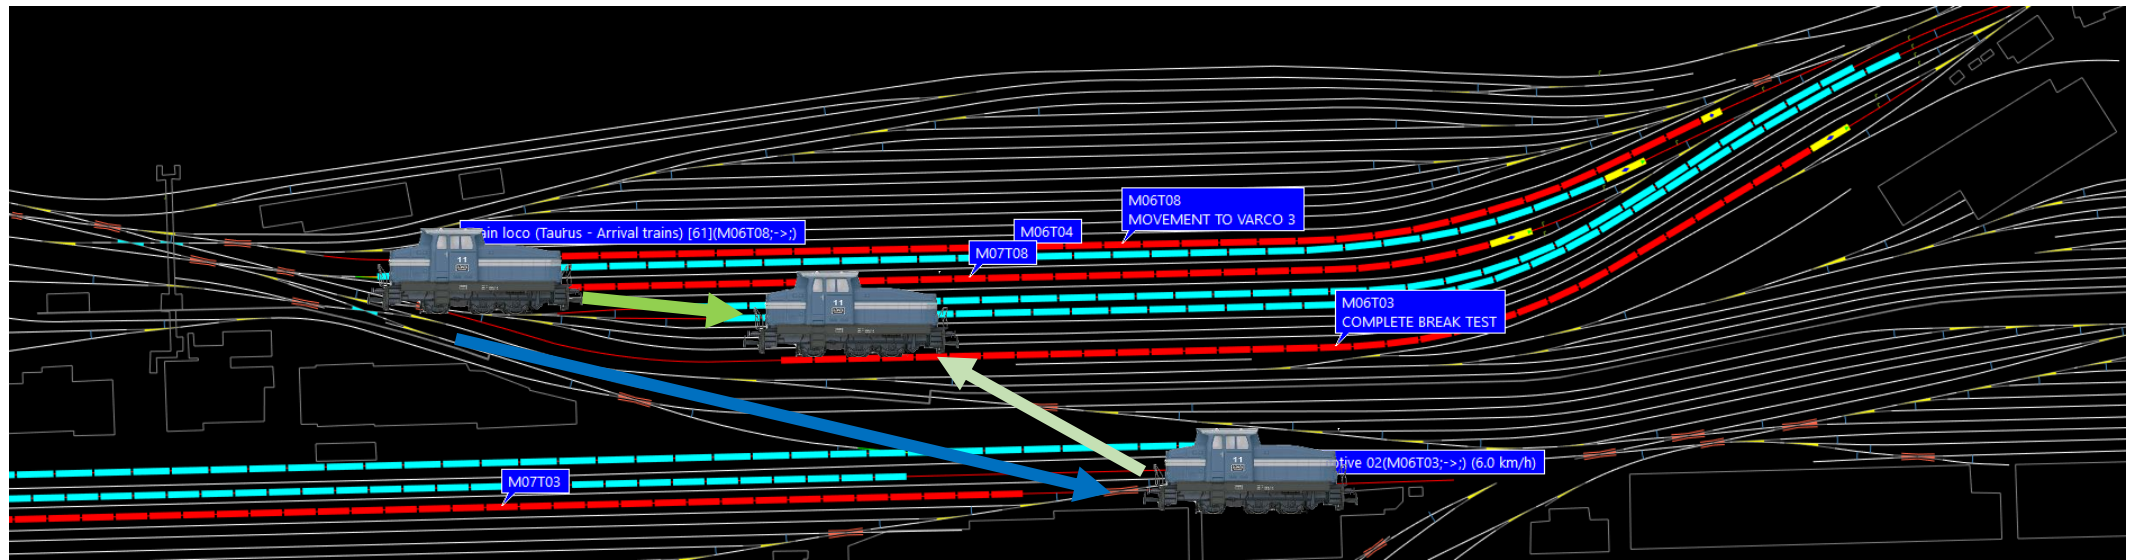 M06T08
MOVEMENT TO VARCO 3
ain loco (Taurus - Arrival trains) [61](M06T08;->;)
M06T04
M07T08
11
11
M06T03
COMPLETE BREAK TEST
11
otive 02(M06T03;->;) (6.0 km/h)
M07T03